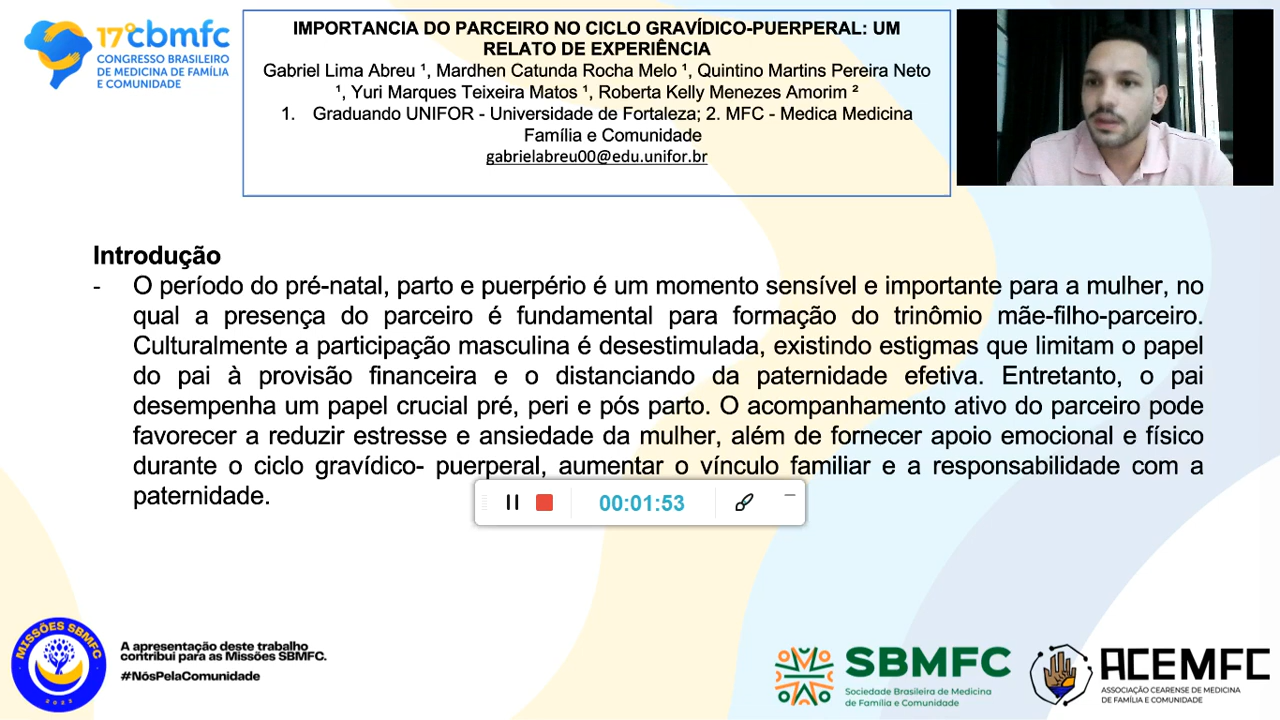 17º cbmfc
CONGRESSO BRASILEIRO
DE MEDICINA DE FAMÍLIA
E COMUNIDADE
IMPORTANCIA DO PARCEIRO NO CICLO GRAVÍDICO-PUERPERAL: UM
RELATO DE EXPERIÊNCIA
Gabriel Lima Abreu ¹, Mardhen Catunda Rocha Melo ¹, Quintino Martins Pereira Neto
¹, Yuri Marques Teixeira Matos ¹, Roberta Kelly Menezes Amorim ²
1. Graduando UNIFOR - Universidade de Fortaleza; 2. MFC - Medica Medicina
Família e Comunidade
gabrielabreu00@edu.unifor.br
Introdução
- O período do pré-natal, parto e puerpério é um momento sensível e importante para a mulher, no
qual a presença do parceiro é fundamental para formação do trinômio mãe-filho-parceiro.
Culturalmente a participação masculina é desestimulada, existindo estigmas que limitam o papel
do pai à provisão financeira e o distanciando da paternidade efetiva. Entretanto, o pai
desempenha um papel crucial pré, peri e pós parto. O acompanhamento ativo do parceiro pode
favorecer a reduzir estresse e ansiedade da mulher, além de fornecer apoio emocional e físico
durante o ciclo gravídico- puerperal, aumentar o vínculo familiar e a responsabilidade com a
paternidade.
00:01:53
MISSÕES SBMFC
2023
A apresentação deste trabalho
contribui para as Missões SBMFC.
#NósPelaComunidade
SBMFC
Sociedade Brasileira de Medicina
de Família e Comunidade
ACEMFC
ASSOCIAÇÃO CEARENSE DE MEDICINA
DE FAMÍLIA E COMUNIDADE